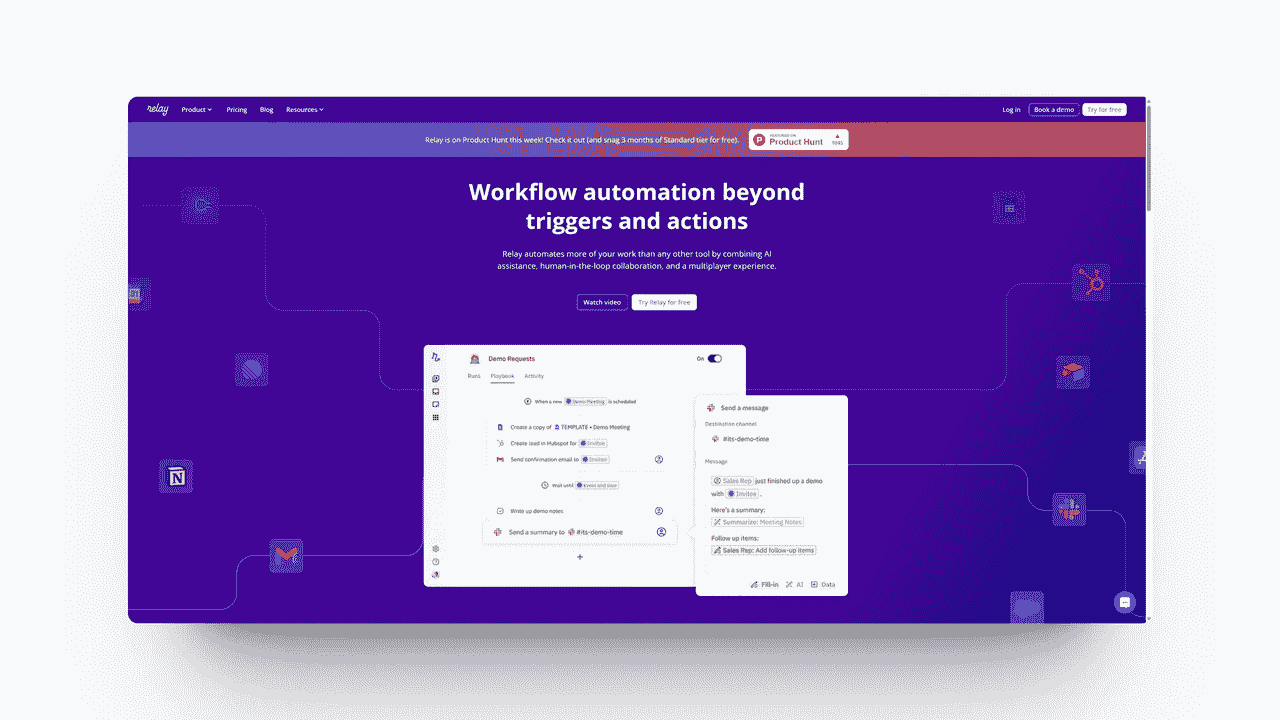 relay
Product
Pricing
Blog
Resources
Log in
Book a demo
Try for free
Relay is on Product Hunt this week! Check it out (and snag 3 months of Standard tier for free).
FEATURED ON
Product Hunt
Workflow automation beyond
triggers and actions
Relay automates more of your work than any other tool by combining AI
assistance, human-in-the-loop collaboration, and a multiplayer experience.
Watch video
Try Relay for free
Demo Requests
On
Runs
Playbook
Activity
When a new Demo Meeting is scheduled
Create a copy of TEMPLATE • Demo Meeting
Create lead in Hubspot for Invitee
Send confirmation email to Invitee
Wait until Event end time
Write up demo notes
Send a summary to #its-demo-time
Send a message
Destination channel
#its-demo-time
Message
Sales Rep just finished up a demo
with Invitee .
Here's a summary:
Summarize: Meeting Notes
Follow up items:
Sales Rep: Add follow-up items
Fill-in
AI
Data